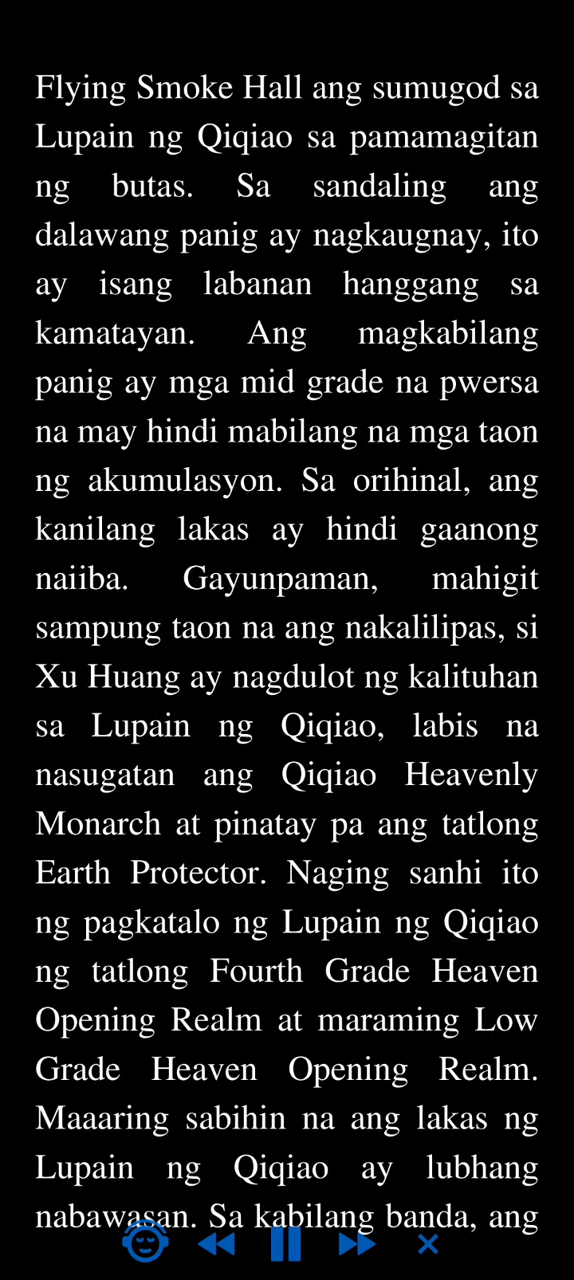 Flying Smoke Hall ang sumugod sa
Lupain ng Qiqiao sa pamamagitan
ng butas. Sa sandaling ang
dalawang panig ay nagkaugnay, ito
ay isang labanan hanggang sa
kamatayan. Ang magkabilang
panig ay mga mid grade na pwersa
na may hindi mabilang na mga taon
ng akumulasyon. Sa orihinal, ang
kanilang lakas ay hindi gaanong
naiiba. Gayunpaman, mahigit
sampung taon na ang nakalilipas, si
Xu Huang ay nagdulot ng kalituhan
sa Lupain ng Qiqiao, labis na
nasugatan ang Qiqiao Heavenly
Monarch at pinatay pa ang tatlong
Earth Protector. Naging sanhi ito
ng pagkatalo ng Lupain ng Qiqiao
ng tatlong Fourth Grade Heaven
Opening Realm at maraming Low
Grade Heaven Opening Realm.
Maaaring sabihin na ang lakas ng
Lupain ng Qiqiao ay lubhang
nabawasan. Sa kabilang banda, ang